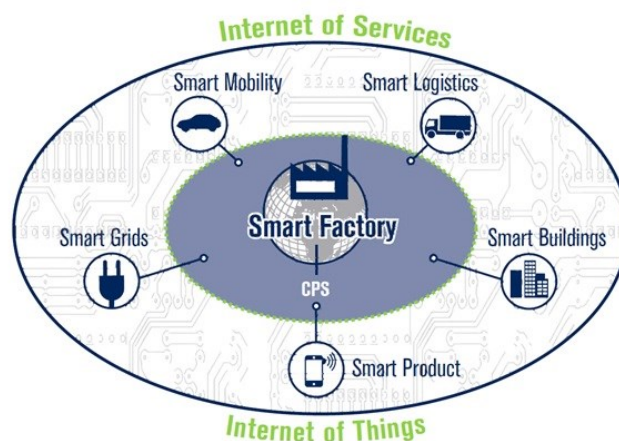 Internet of Services
Smart Mobility
Smart Logistics
Smart Factory
Smart Grids
Smart Buildings
CPS
Smart Product
Internet of Things